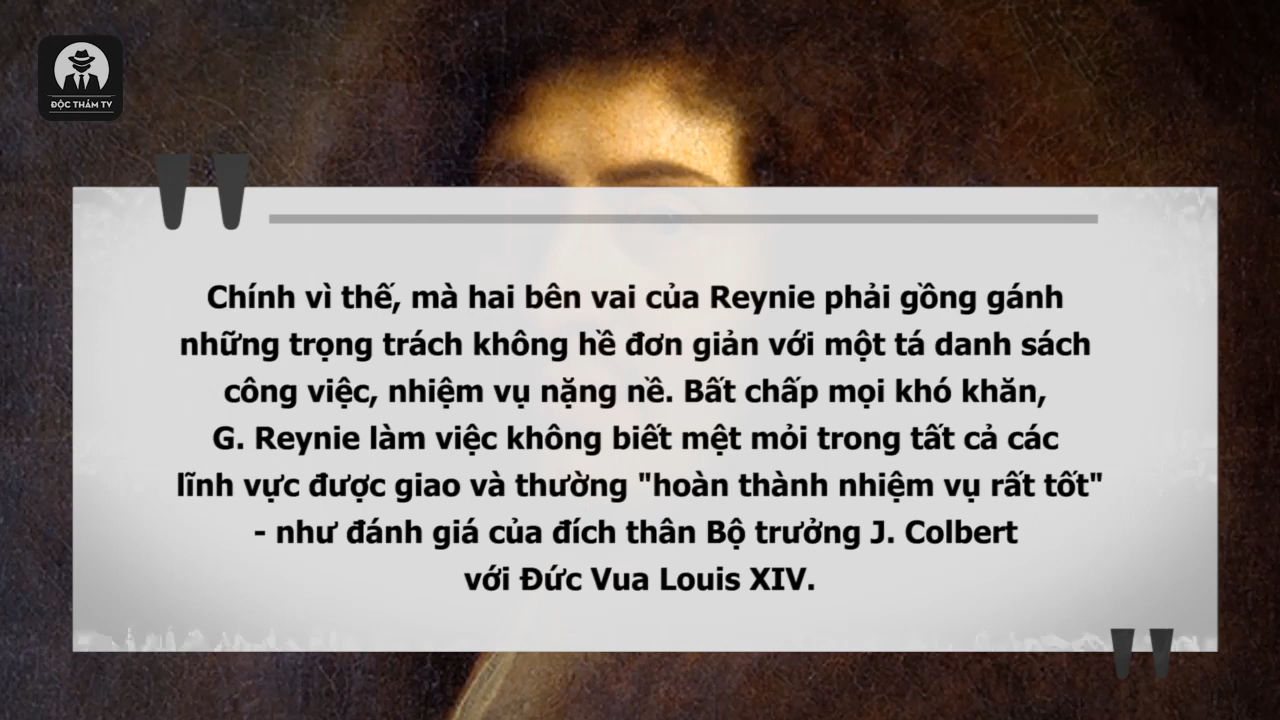 ĐỘC THÁM TV
Chính vì thế, mà hai bên vai của Reynie phải gồng gánh
những trọng trách không hề đơn giản với một tá danh sách
công việc, nhiệm vụ nặng nề. Bất chấp mọi khó khăn,
G. Reynie làm việc không biết mệt mỏi trong tất cả các
lĩnh vực được giao và thường "hoàn thành nhiệm vụ rất tốt"
- như đánh giá của đích thân Bộ trưởng J. Colbert
với Đức Vua Louis XIV.